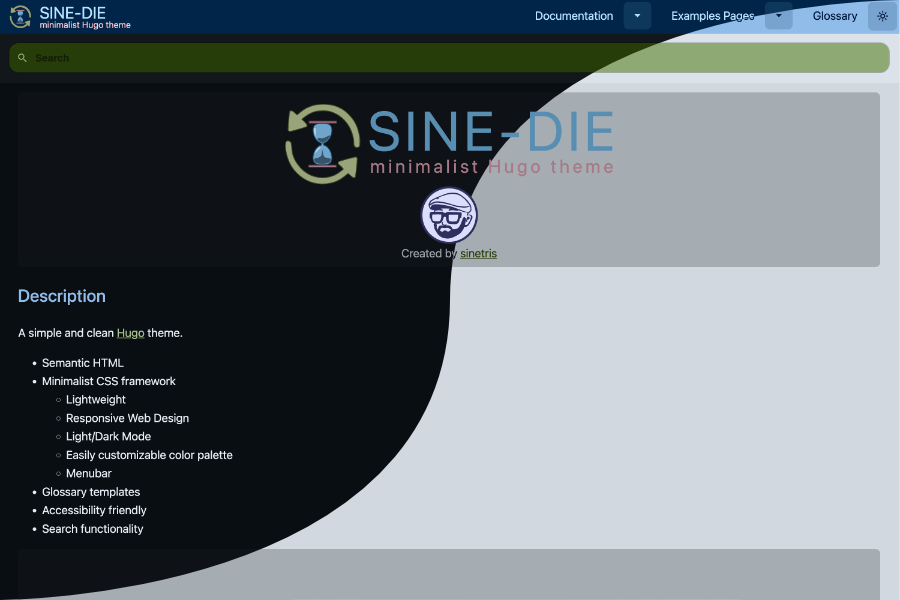 SINE-DIE
minimalist Hugo theme
Documentation
Examples Pages
Glossary
Search
SINE-DIE
minimalist Hugo theme
Created by sinetris
Description
A simple and clean Hugo theme.
Semantic HTML
Minimalist CSS framework
Lightweight
Responsive Web Design
Light/Dark Mode
Easily customizable color palette
Menubar
Glossary templates
Accessibility friendly
Search functionality